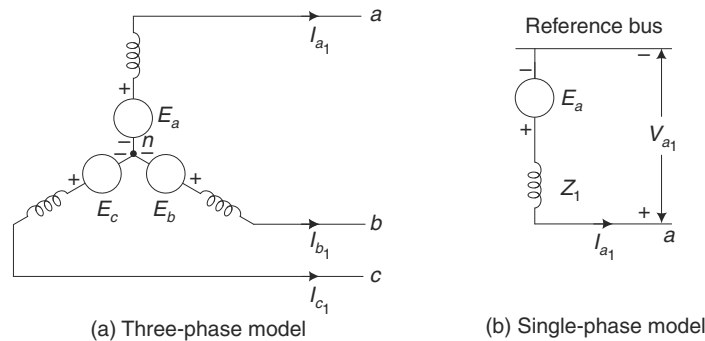 a
I_{a_1}
+
E_a
−
n
− −
+ +
E_c E_b
b
I_{b_1}
c
I_{c_1}
(a) Three-phase model
Reference bus
− −
E_a
+
V_{a_1}
Z_1
+
I_{a_1} a
(b) Single-phase model